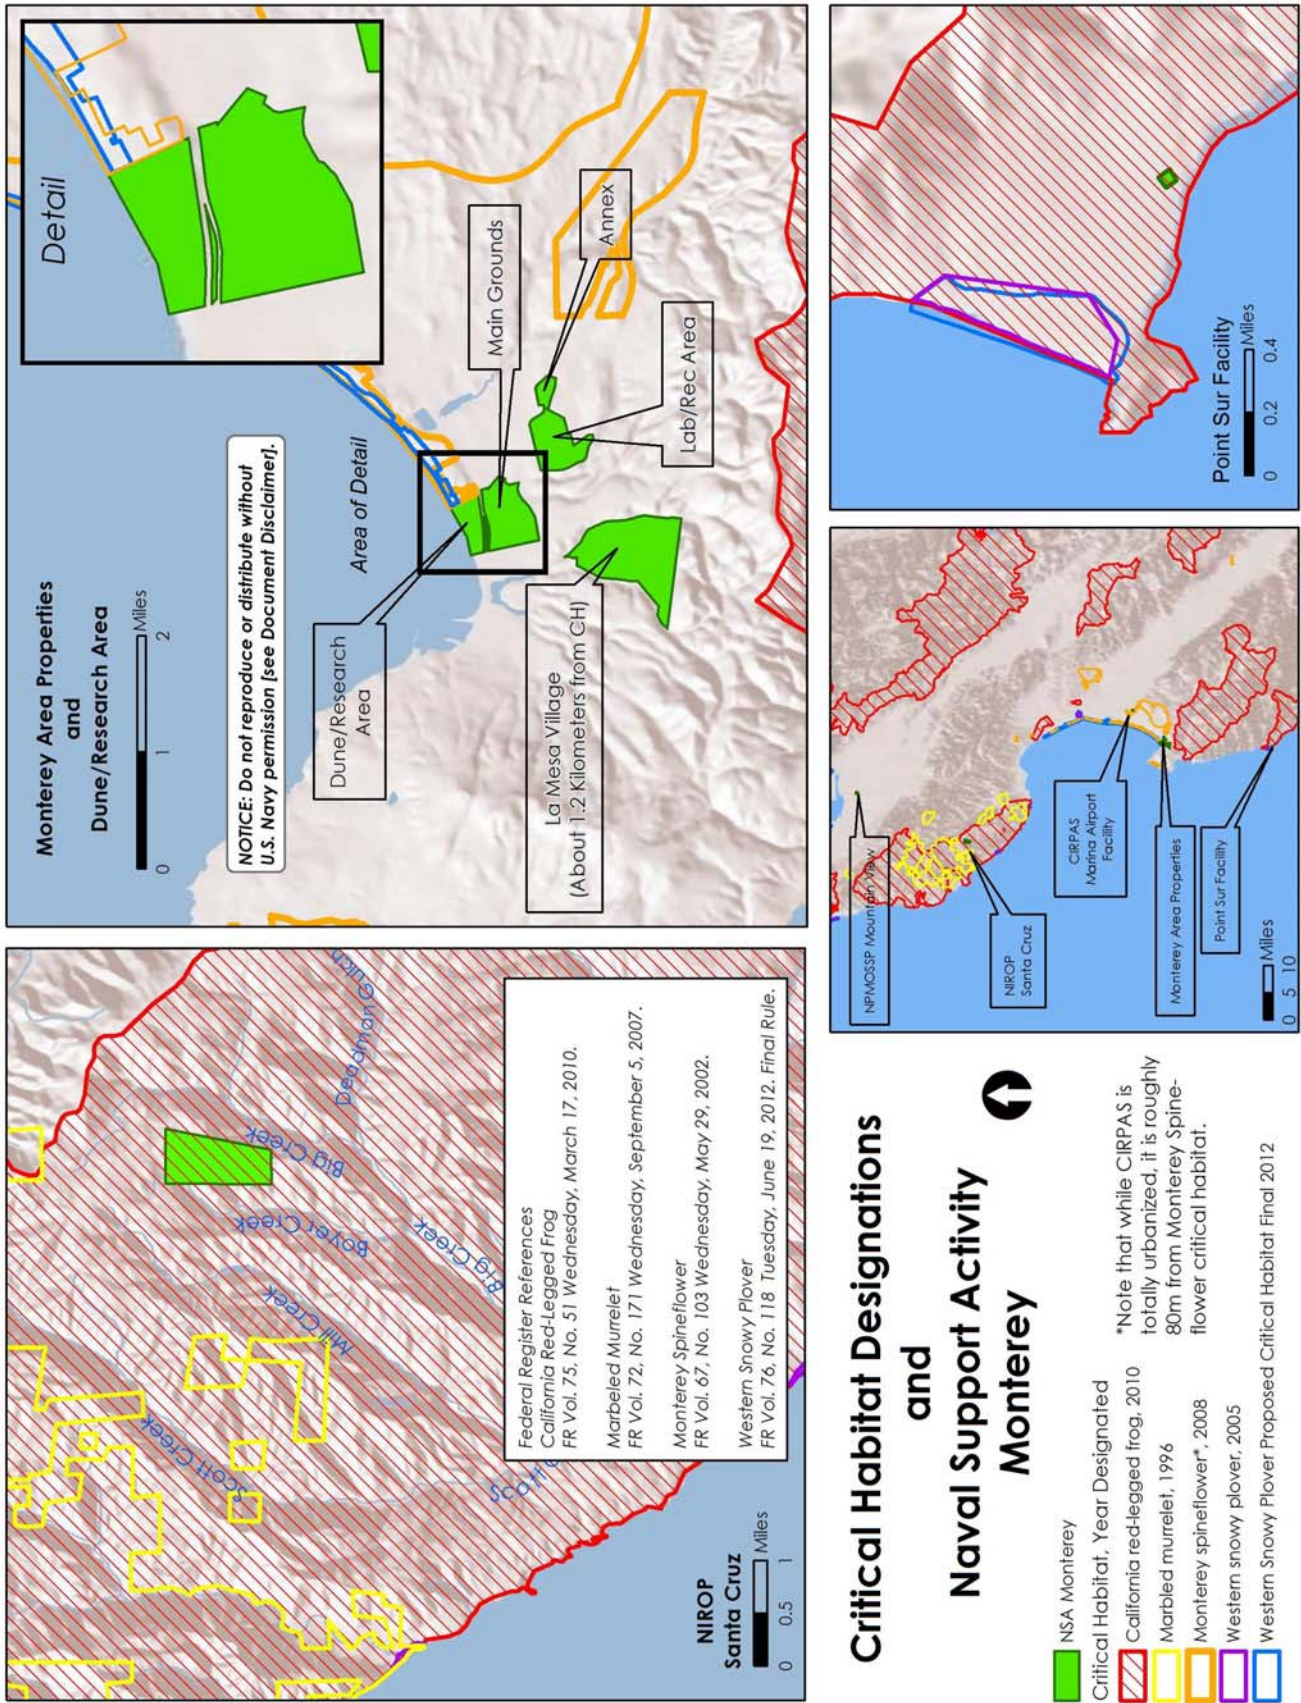 Deadman Gulch
Big Creek
Boyer Creek
Big Creek
Mill Creek
Scott Creek
Federal Register References
California Red-Legged Frog
FR Vol. 75, No. 51 Wednesday, March 17, 2010.
Marbeled Murrelet
FR Vol. 72, No. 171 Wednesday, September 5, 2007.
Monterey Spineflower
FR Vol. 67, No. 103 Wednesday, May 29, 2002.
Western Snowy Plover
FR Vol. 76, No. 118 Tuesday, June 19, 2012. Final Rule.
NIROP
Santa Cruz
0 0.5 1 Miles
Monterey Area Properties
and
Dune/Research Area
0 1 2 Miles
NOTICE: Do not reproduce or distribute without
U.S. Navy permission [see Document Disclaimer].
Detail
Area of Detail
Dune/Research
Area
Main Grounds
Annex
Lab/Rec Area
La Mesa Village
(About 1.2 Kilometers from CH)
Critical Habitat Designations
and
Naval Support Activity
Monterey
NSA Monterey
Critical Habitat, Year Designated
California red-legged frog, 2010
Marbled murrelet, 1996
Monterey spineflower*, 2008
Western snowy plover, 2005
Western Snowy Plover Proposed Critical Habitat Final 2012
*Note that while CIRPAS is
totally urbanized, it is roughly
80m from Monterey Spine-
flower critical habitat.
NPMOSSP Mountain View
NIROP
Santa Cruz
CIRPAS
Marina Airport
Facility
Monterey Area Properties
Point Sur Facility
0 5 10 Miles
Point Sur Facility
0 0.2 0.4 Miles